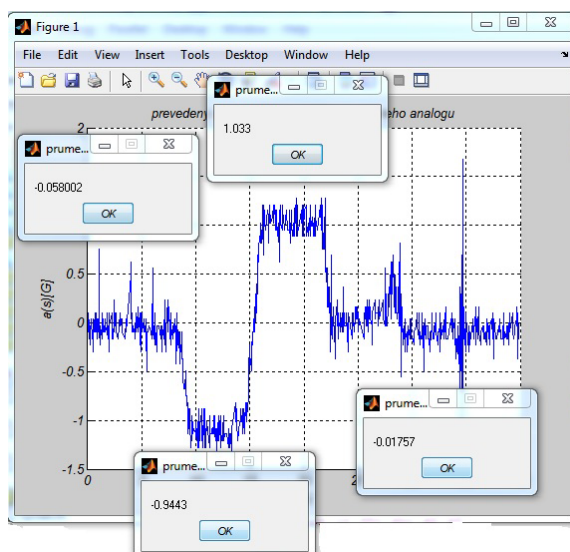 Figure 1
File Edit View Insert Tools Desktop Window Help
prume...
1.033
OK
prevedeny
eho analogu
prume...
-0.058002
OK
2
0.5
0
-0.5
-1
-1.5
a(s)[G]
0
2
prume...
-0.01757
OK
prume...
-0.9443
OK